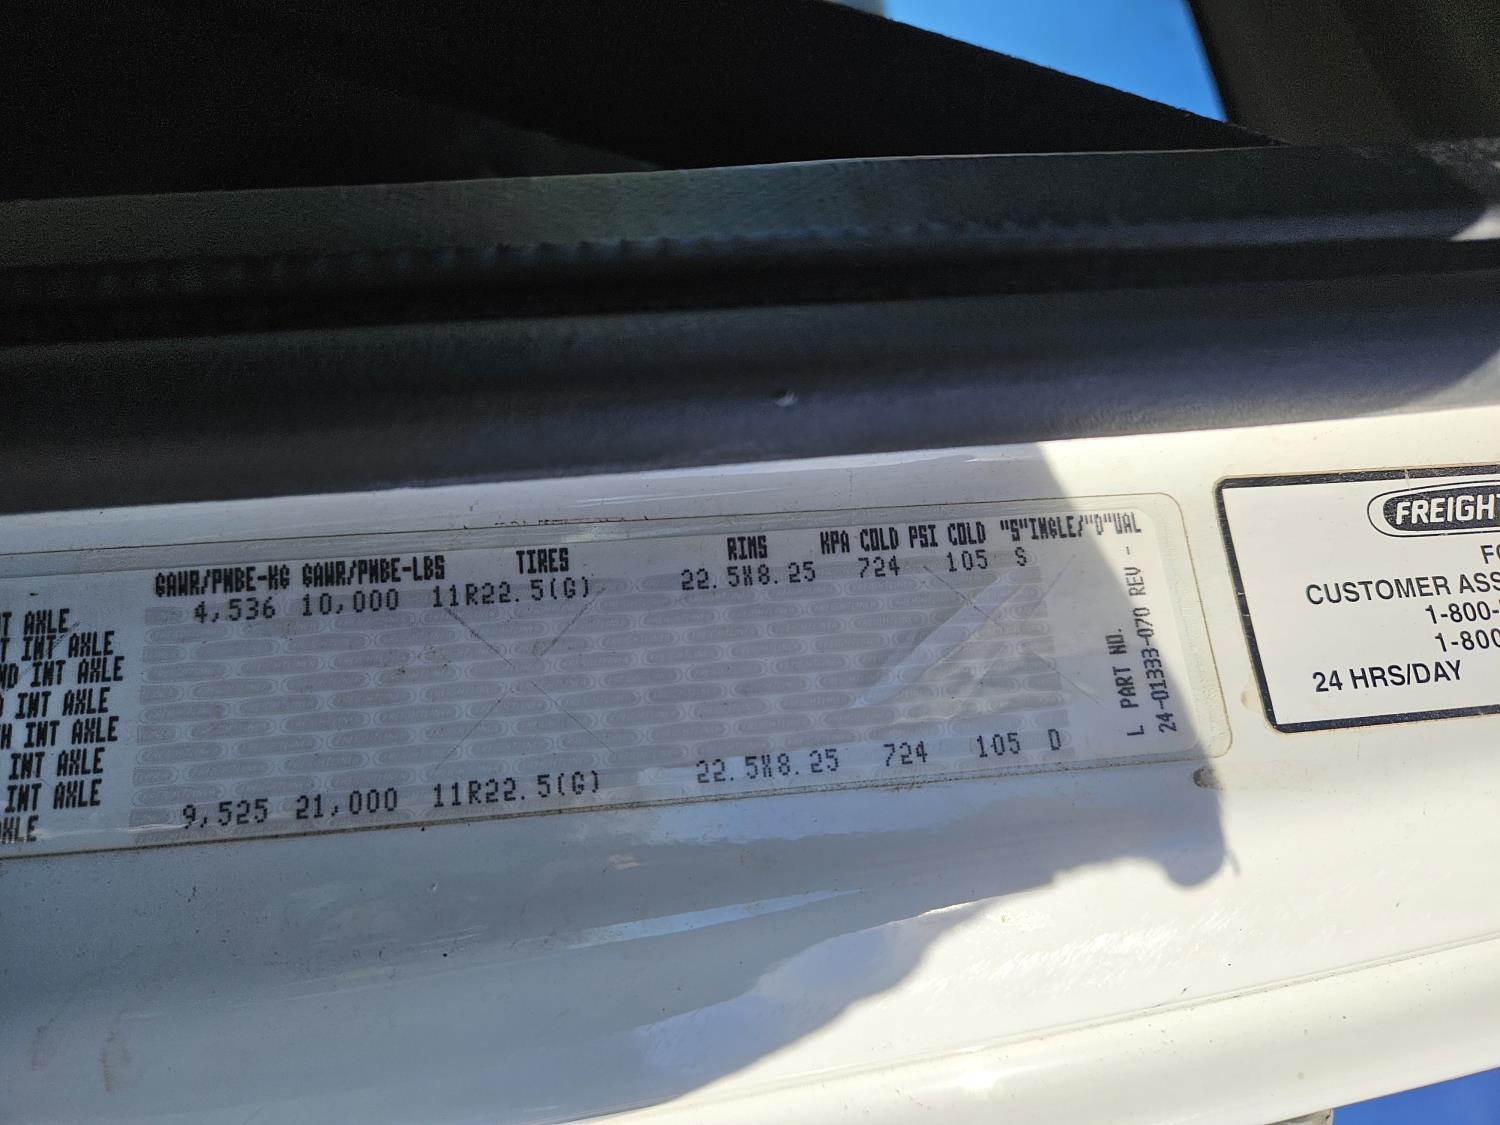 GAWR/PNBE-KG GAWR/PNBE-LBS TIRES RIMS KPA COLD PSI COLD "S"INGLE/"D"UAL
T AXLE 4,536 10,000 11R22.5(G) 22.5X8.25 724 105 S
T INT AXLE
ND INT AXLE
INT AXLE
H INT AXLE
INT AXLE
INT AXLE
XLE 9,525 21,000 11R22.5(G) 22.5X8.25 724 105 D
L PART NO.
24-01333-070 REV -
FREIGHT
FO
CUSTOMER ASS
1-800-
1-800
24 HRS/DAY